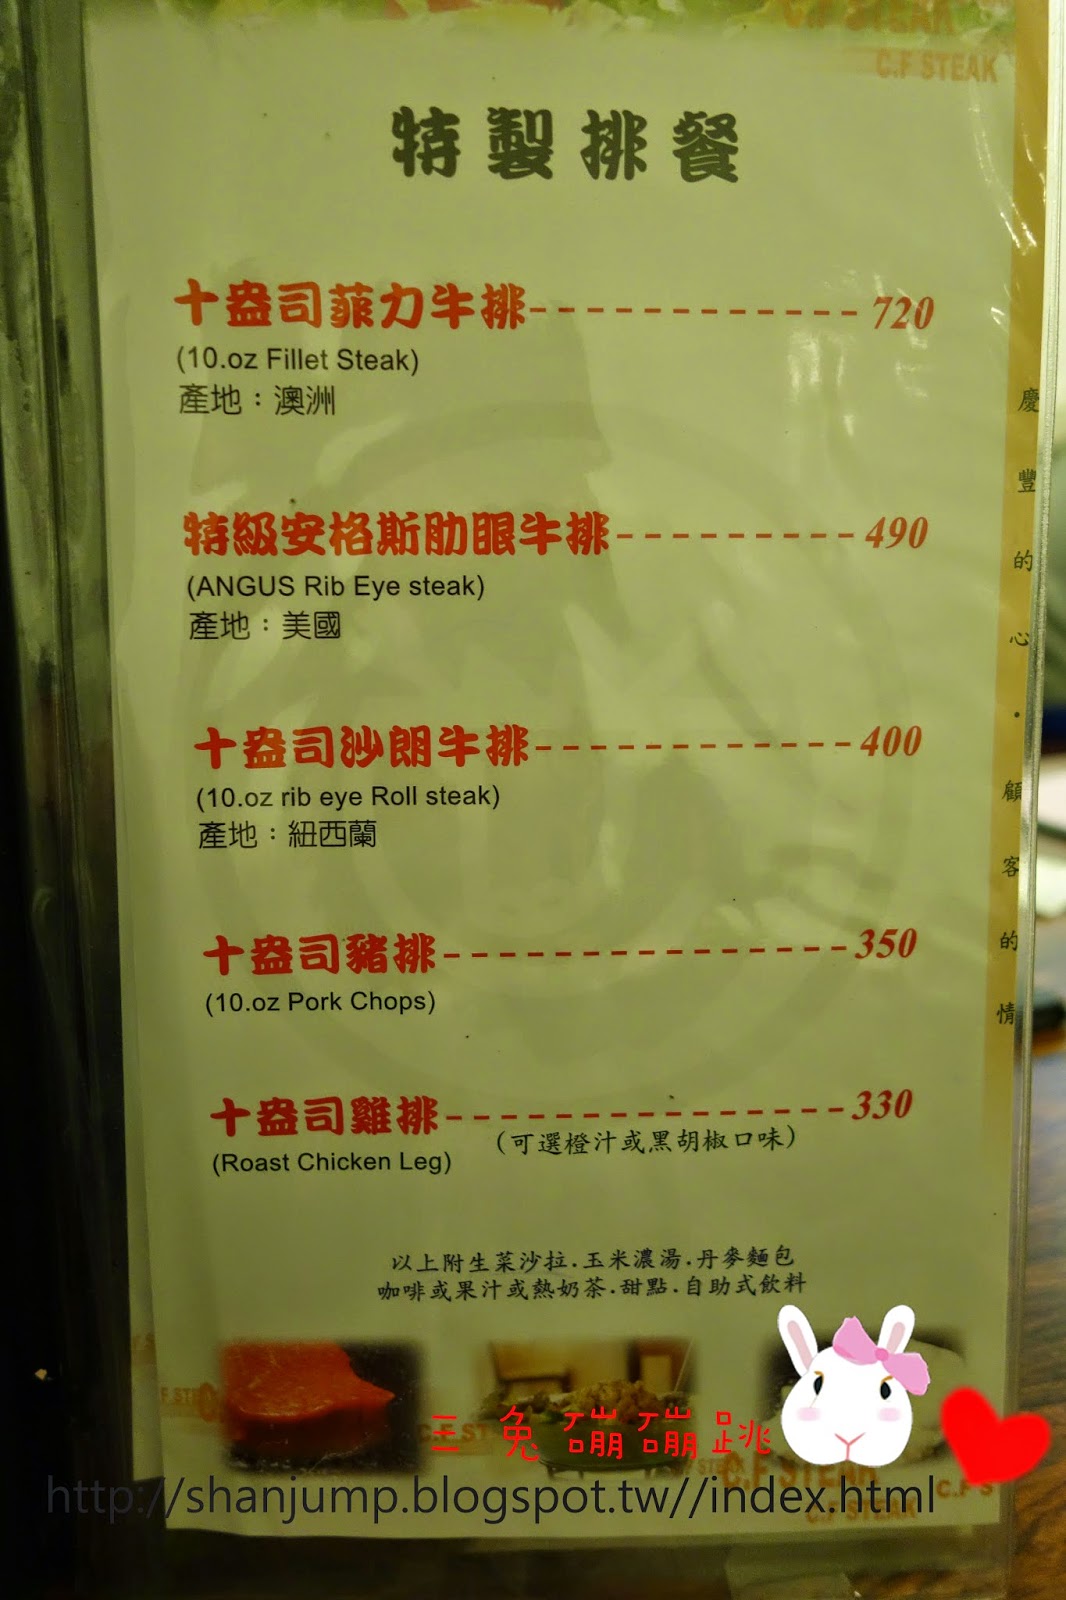 C.F STEAK
C.F STEAK
特製排餐
十盎司菲力牛排------------720
(10.oz Fillet Steak)
產地：澳洲
特級安格斯肋眼牛排---------490
(ANGUS Rib Eye steak)
產地：美國
十盎司沙朗牛排------------400
(10.oz rib eye Roll steak)
產地：紐西蘭
十盎司豬排---------------350
(10.oz Pork Chops)
十盎司雞排---------------330
(可選橙汁或黑胡椒口味)
(Roast Chicken Leg)
以上附生菜沙拉.玉米濃湯.丹麥麵包
咖啡或果汁或熱奶茶.甜點.自助式飲料
慶豐的心・顧客的情
三兔蹦蹦跳
C.F STEAK
http://shanjump.blogspot.tw//index.html
C.F S
C.F STEAK